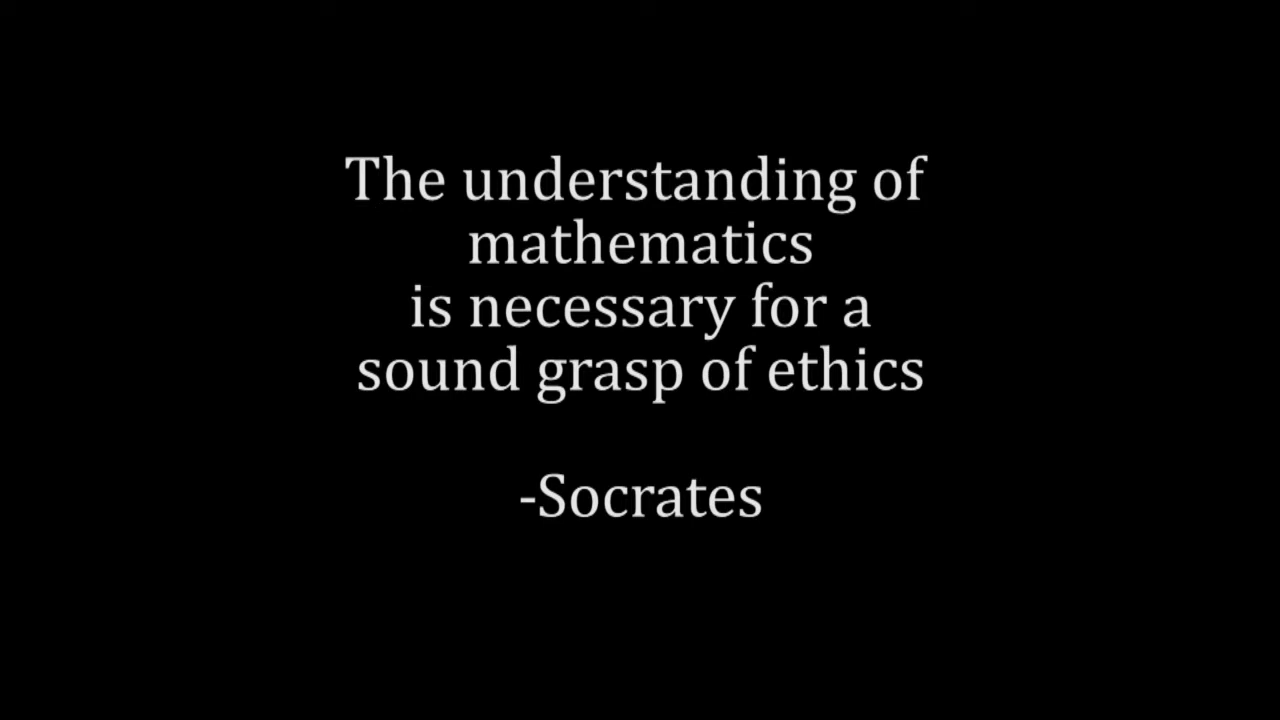 The understanding of
mathematics
is necessary for a
sound grasp of ethics
-Socrates